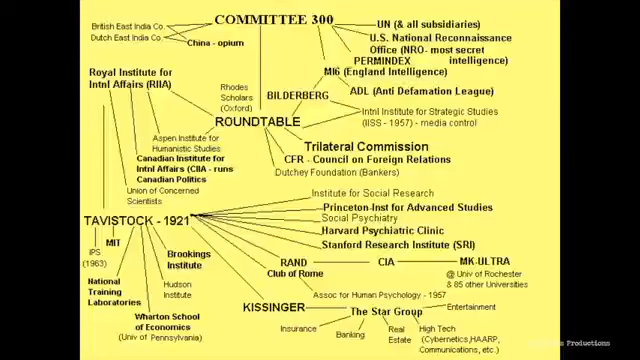 COMMITTEE 300
British East India Co.
Dutch East India Co.
China - opium
UN (& all subsidiaries)
U.S. National Reconnaissance
Office (NRO- most secret
intelligence)
PERMINDEX
MI6 (England Intelligence)
ADL (Anti Defamation League)
Royal Institute for
Intnl Affairs (RIIA)
Rhodes
Scholars
(Oxford)
BILDERBERG
Intnl Institute for Strategic Studies
(IISS - 1957) - media control
ROUNDTABLE
Aspen Institute for
Humanistic Studies
Trilateral Commission
Canadian Institute for
Intnl Affairs (CIIA - runs
Canadian Politics
CFR - Council on Foreign Relations
Dutchey Foundation (Bankers)
Union of Concerned
Scientists
Institute for Social Research
Princeton-Inst for Advanced Studies
TAVISTOCK - 1921
Social Psychiatry
Harvard Psychiatric Clinic
Stanford Research Institute (SRI)
IPS
(1963)
MIT
Brookings
Institute
RAND
CIA
MK-ULTRA
Club of Rome
@ Univ of Rochester
& 85 other Universities
National
Training
Laboratories
Hudson
Institute
Assoc for Human Psychology - 1957
KISSINGER
The Star Group
Entertainment
Wharton School
of Economics
(Univ of Pennsylvania)
Insurance
Banking
Real
Estate
High Tech
(Cybernetics,HAARP,
Communications, etc.)
Productions